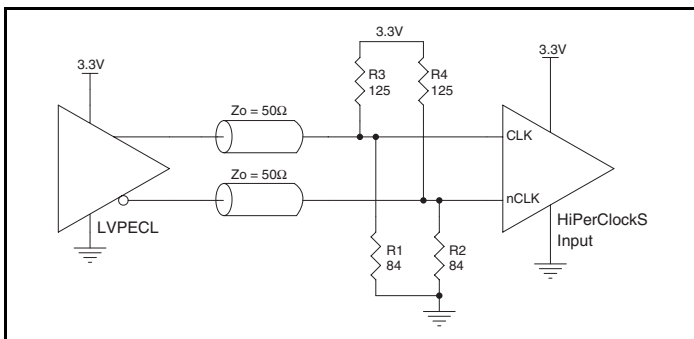 3.3V
3.3V
R3
125
R4
125
3.3V
Zo = 50Ω
CLK
Zo = 50Ω
nCLK
LVPECL
HiPerClockS
Input
R1
84
R2
84